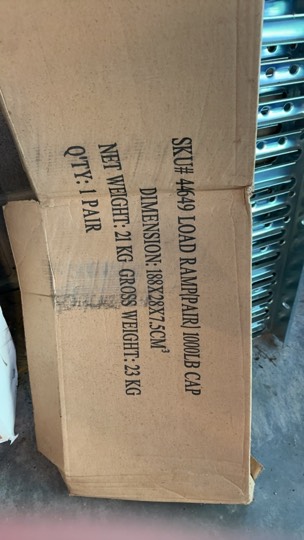 SKU# 44649 LOAD RAMP(PAIR) 1000LB CAP
DIMENSION: 188X28X7.5CM³
NET WEIGHT: 21 KG GROSS WEIGHT: 23 KG
Q'TY: 1 PAIR